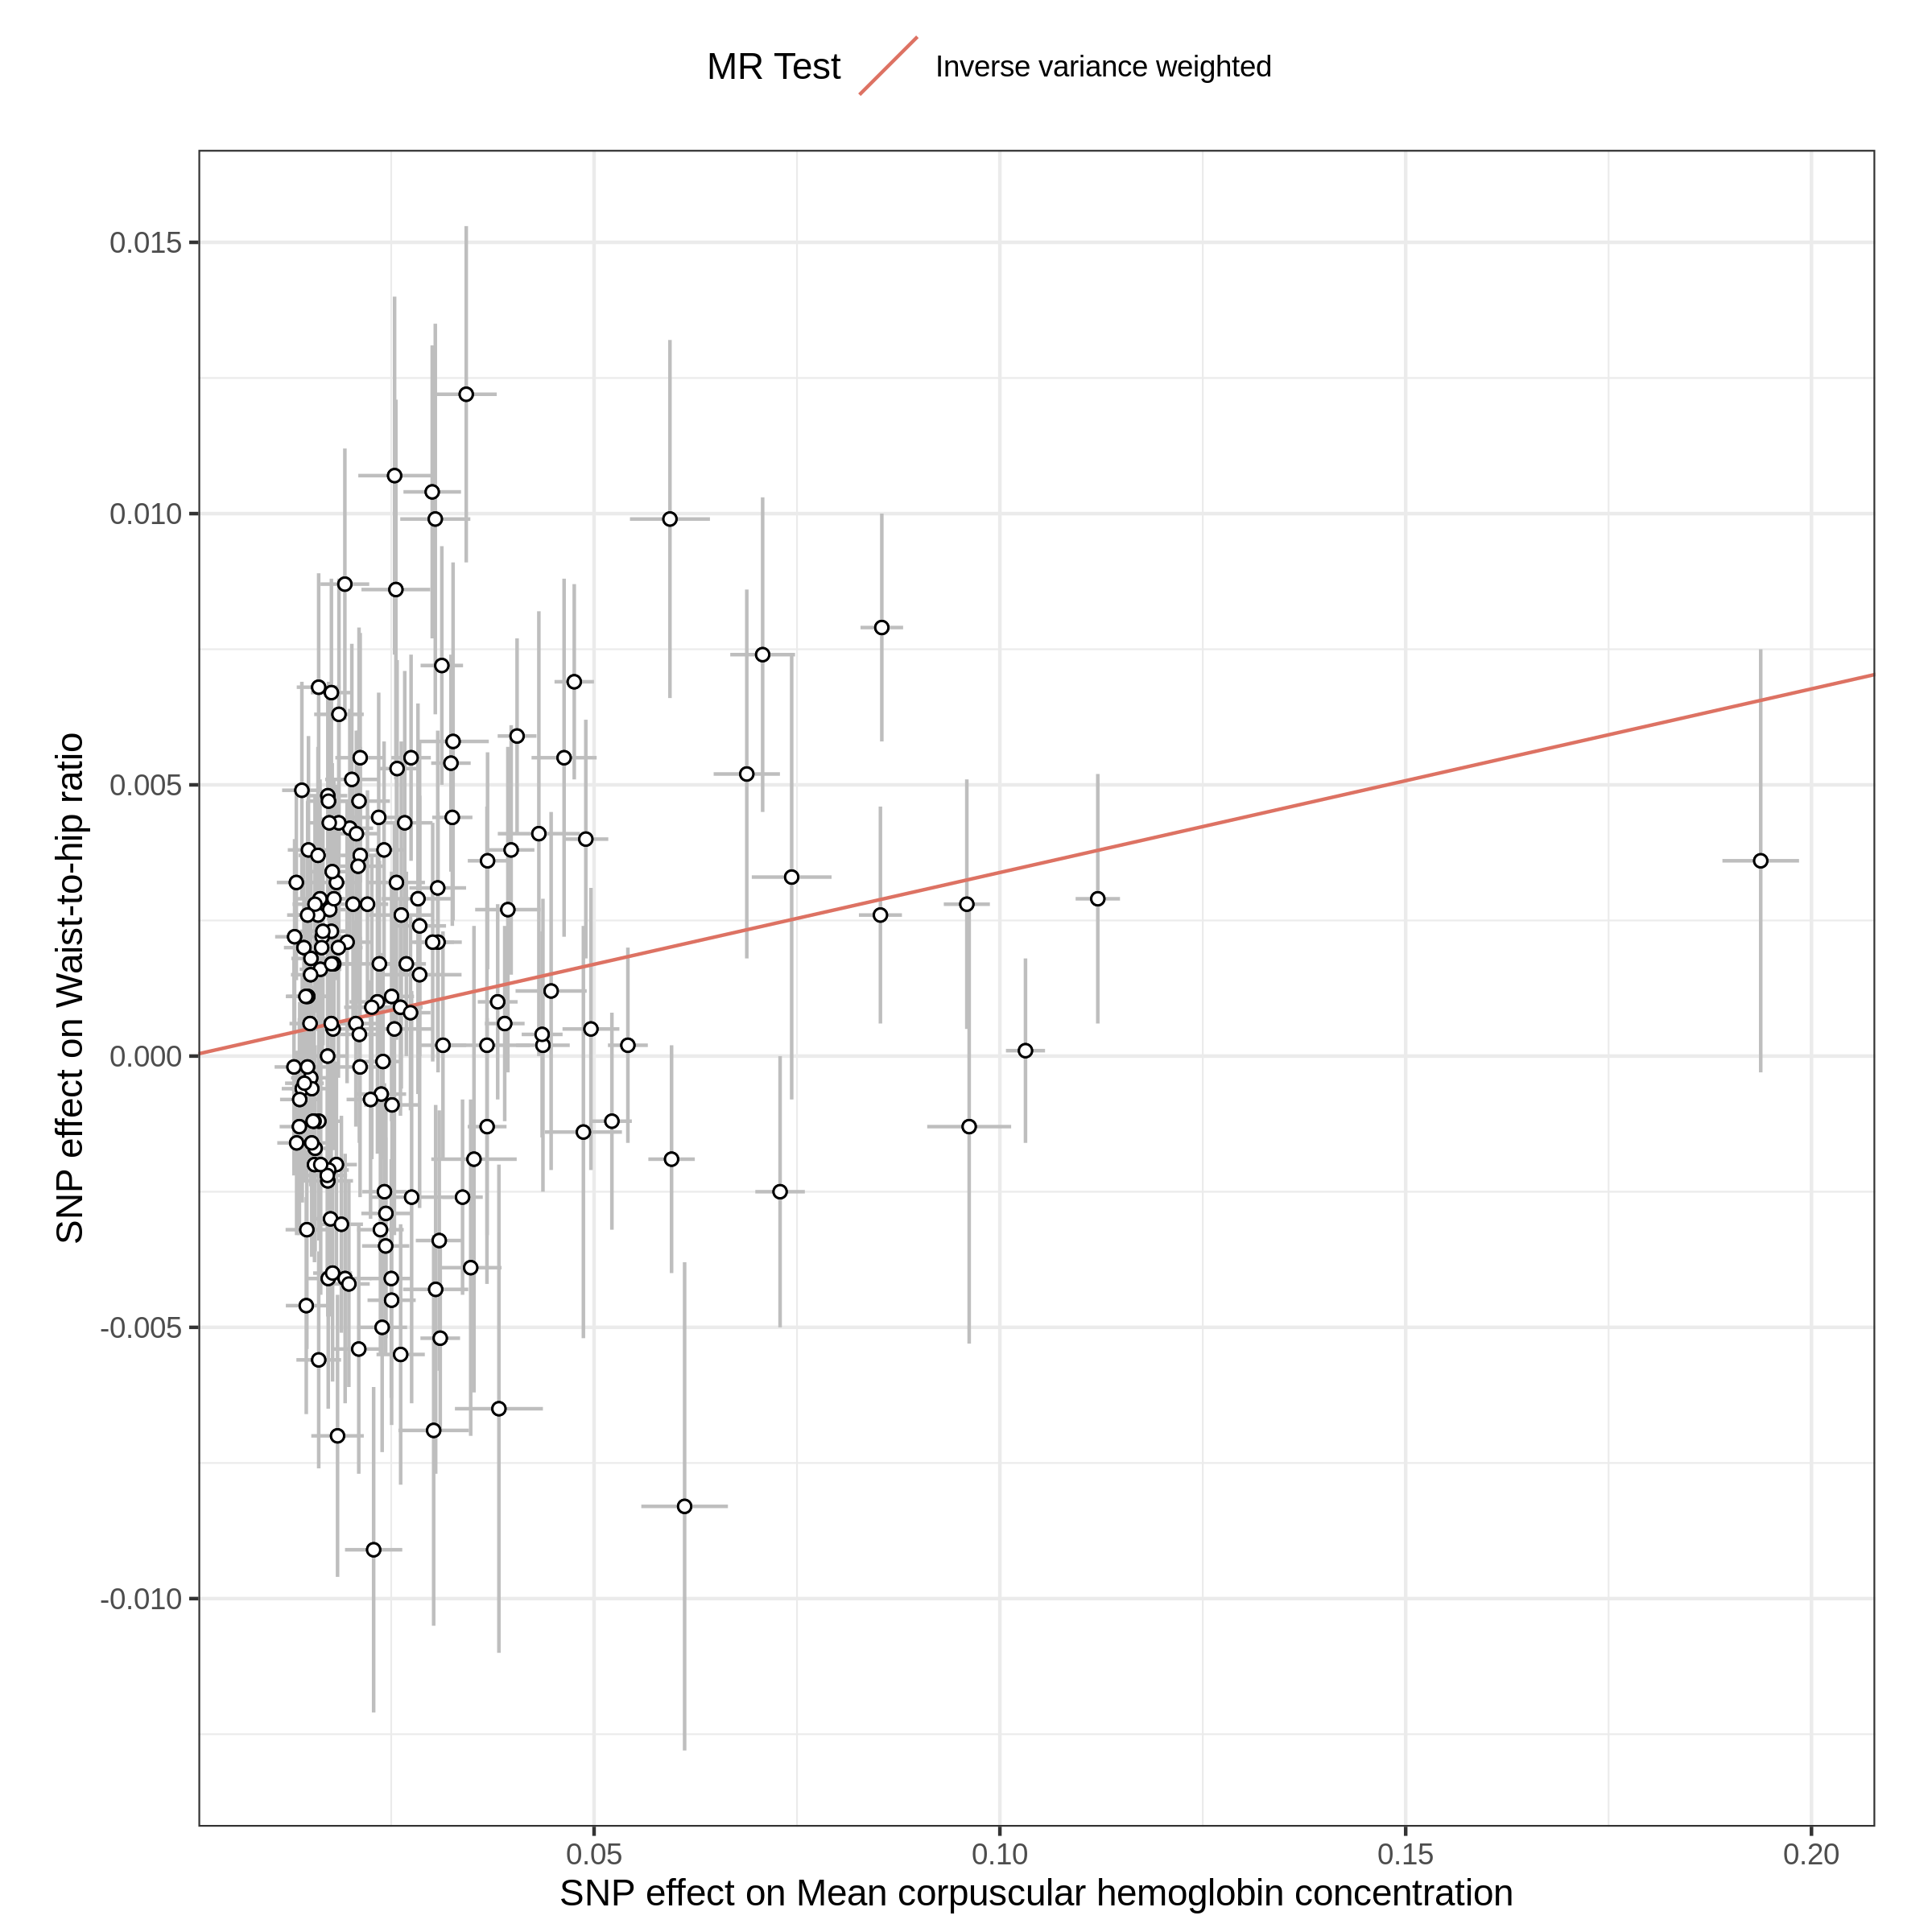 MR Test Inverse variance weighted
SNP effect on Waist-to-hip ratio
0.015
0.010
0.005
0.000
-0.005
-0.010
0.05 0.10 0.15 0.20
SNP effect on Mean corpuscular hemoglobin concentration